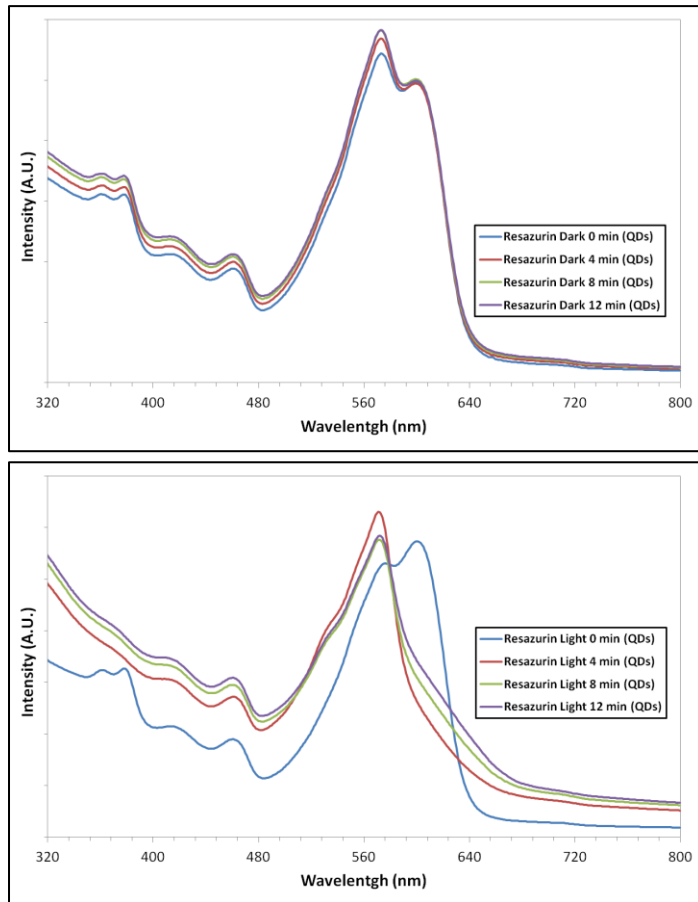 Intensity (A.U.)
Resazurin Dark 0 min (QDs)
Resazurin Dark 4 min (QDs)
Resazurin Dark 8 min (QDs)
Resazurin Dark 12 min (QDs)
320 400 480 560 640 720 800
Wavelentgh (nm)
Intensity (A.U.)
Resazurin Light 0 min (QDs)
Resazurin Light 4 min (QDs)
Resazurin Light 8 min (QDs)
Resazurin Light 12 min (QDs)
320 400 480 560 640 720 800
Wavelentgh (nm)